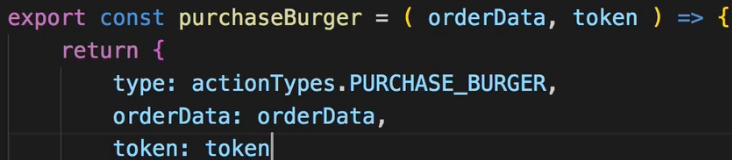 export const purchaseBurger = ( orderData, token ) => {
    return {
        type: actionTypes.PURCHASE_BURGER,
        orderData: orderData,
        token: token